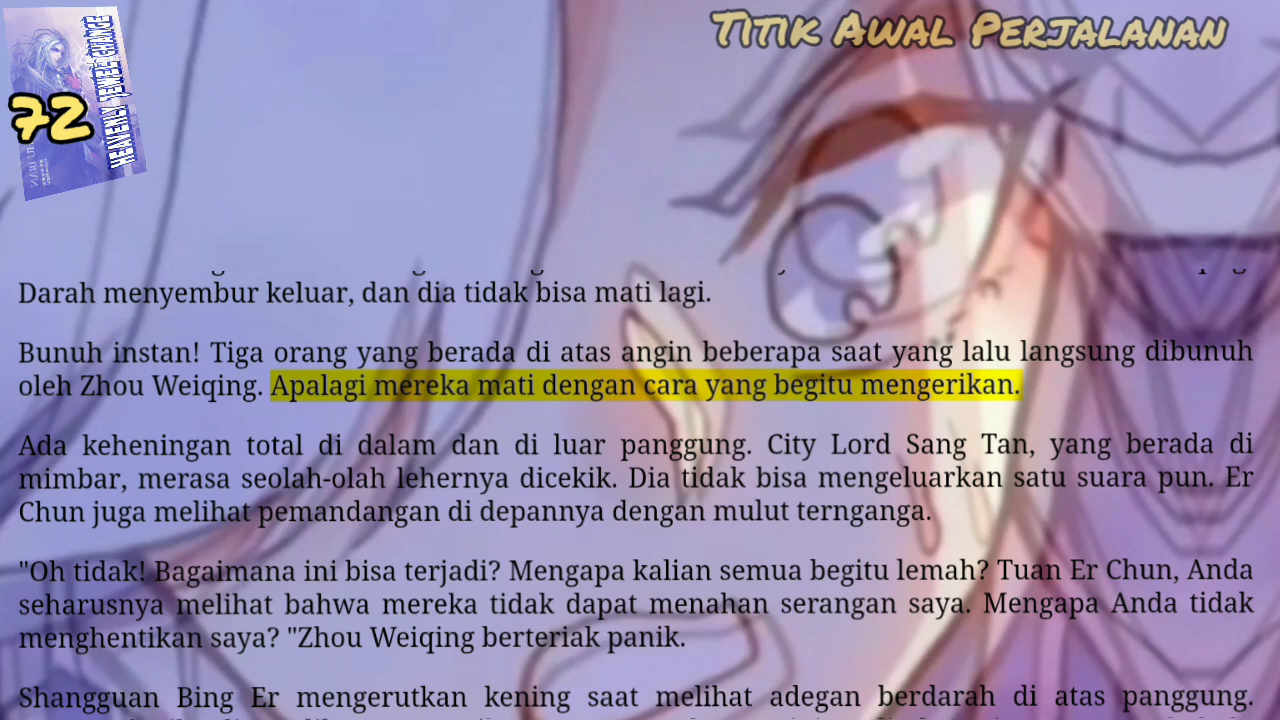 Titik Awal Perjalanan
72
HEAVENLY JEWEL CHANGE
Darah menyembur keluar, dan dia tidak bisa mati lagi.
Bunuh instan! Tiga orang yang berada di atas angin beberapa saat yang lalu langsung dibunuh
oleh Zhou Weiqing. Apalagi mereka mati dengan cara yang begitu mengerikan.
Ada keheningan total di dalam dan di luar panggung. City Lord Sang Tan, yang berada di
mimbar, merasa seolah-olah lehernya dicekik. Dia tidak bisa mengeluarkan satu suara pun. Er
Chun juga melihat pemandangan di depannya dengan mulut ternganga.
"Oh tidak! Bagaimana ini bisa terjadi? Mengapa kalian semua begitu lemah? Tuan Er Chun, Anda
seharusnya melihat bahwa mereka tidak dapat menahan serangan saya. Mengapa Anda tidak
menghentikan saya? "Zhou Weiqing berteriak panik.
Shangguan Bing Er mengerutkan kening saat melihat adegan berdarah di atas panggung.